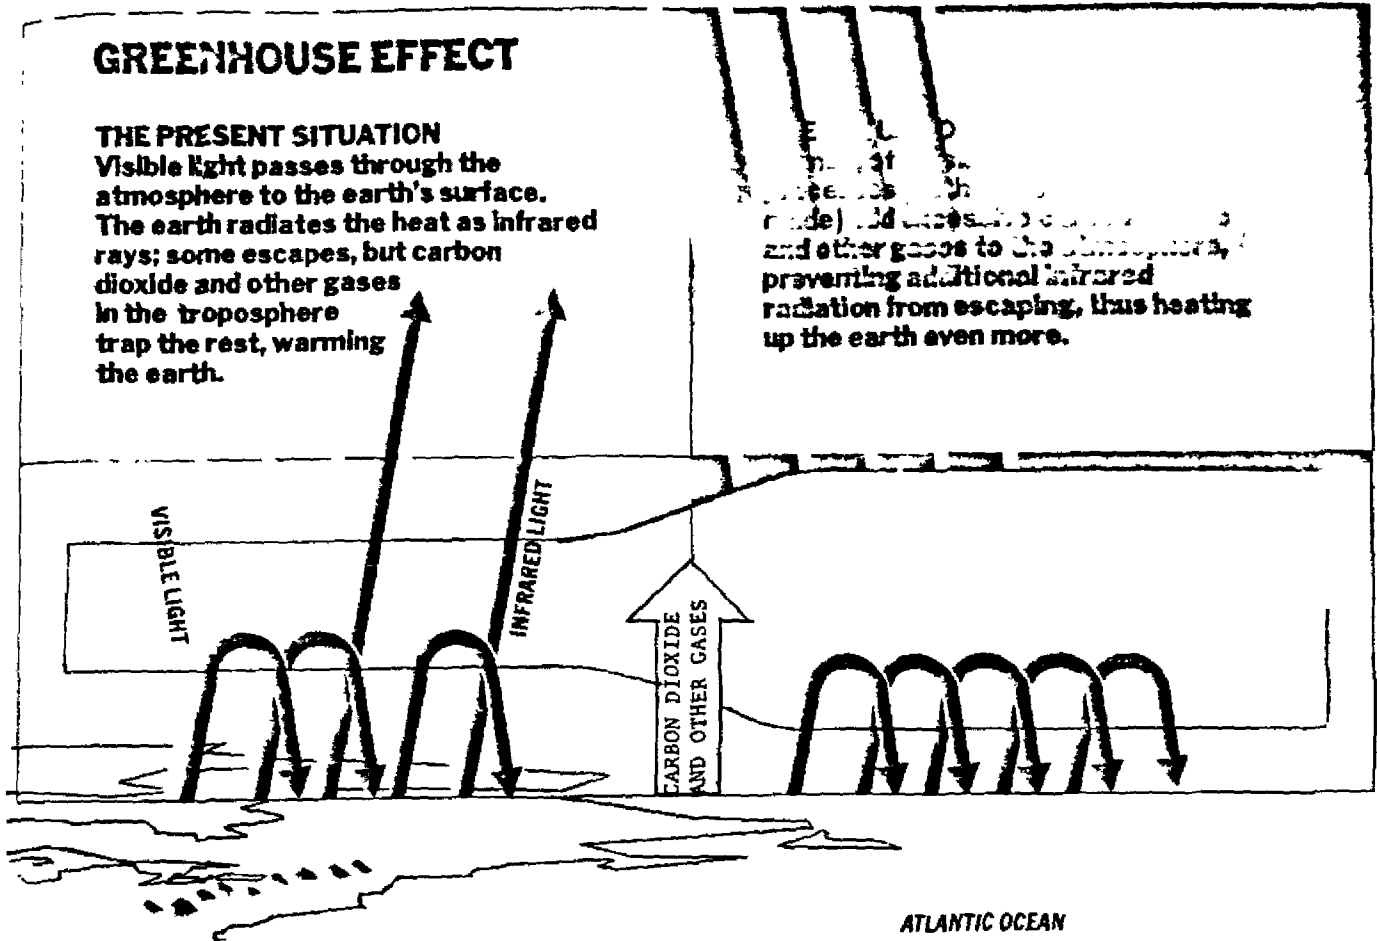 GREENHOUSE EFFECT
THE PRESENT SITUATION
Visible light passes through the
atmosphere to the earth's surface.
The earth radiates the heat as infrared
rays; some escapes, but carbon
dioxide and other gases
in the troposphere
trap the rest, warming
the earth.
and other gases to the atmosphere,
preventing additional infrared
radiation from escaping, thus heating
up the earth even more.
VISIBLE LIGHT
INFRARED LIGHT
CARBON DIOXIDE
AND OTHER GASES
ATLANTIC OCEAN